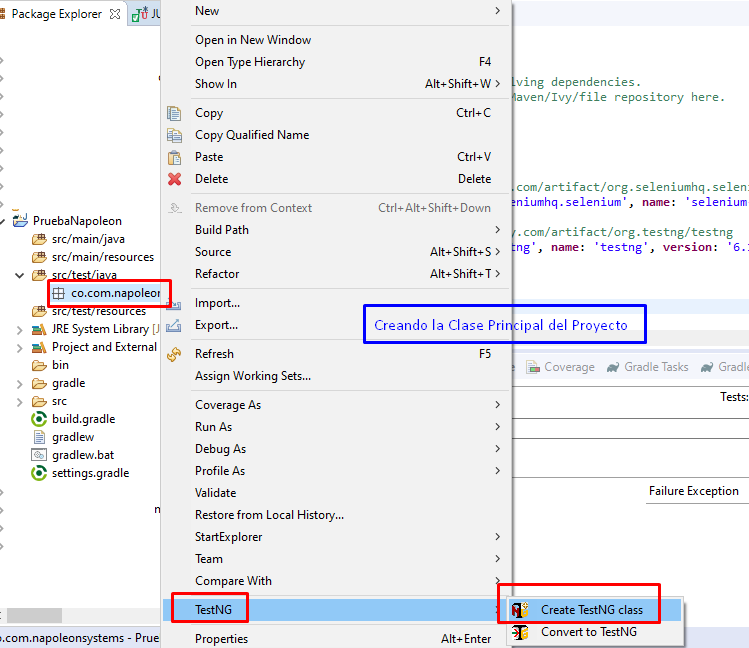 Package Explorer
JU
New
Open in New Window
Open Type Hierarchy F4
Show In Alt+Shift+W
Copy Ctrl+C
Copy Qualified Name
Paste Ctrl+V
Delete Delete
Remove from Context Ctrl+Alt+Shift+Down
Build Path
Source Alt+Shift+S
Refactor Alt+Shift+T
Import...
Export...
Refresh F5
Assign Working Sets...
Coverage As
Run As
Debug As
Profile As
Validate
Restore from Local History...
StartExplorer
Team
Compare With
TestNG
Properties Alt+Enter
Create TestNG class
Convert to TestNG
PruebaNapoleon
src/main/java
src/main/resources
src/test/java
co.com.napoleon
src/test/resources
JRE System Library [J
Project and External
bin
gradle
src
build.gradle
gradlew
gradlew.bat
settings.gradle
o.com.napoleonsystems - Prue
lving dependencies.
Maven/Ivy/file repository here.
.com/artifact/org.seleniumhq.seleni
eniumhq.selenium', name: 'selenium
y.com/artifact/org.testng/testng
tng', name: 'testng', version: '6.
Creando la Clase Principal del Proyecto
Coverage Gradle Tasks Gradle
Tests:
Failure Exception